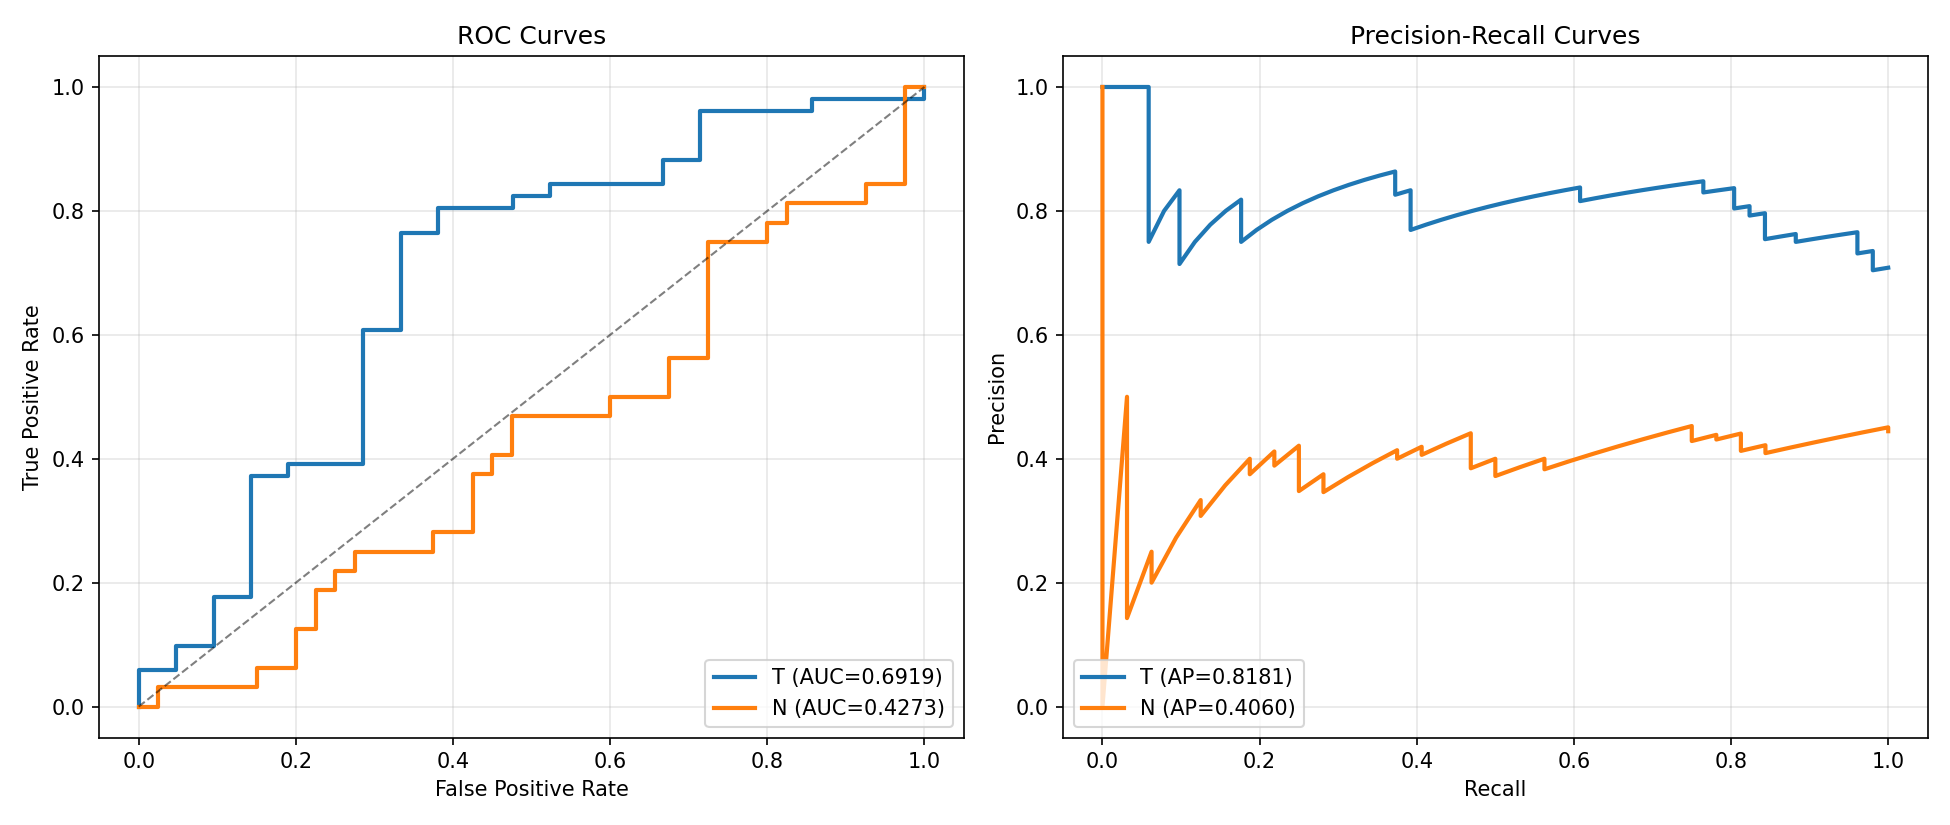 ROC Curves
True Positive Rate
1.0
0.8
0.6
0.4
0.2
0.0
T (AUC=0.6919)
N (AUC=0.4273)
0.0 0.2 0.4 0.6 0.8 1.0
False Positive Rate
Precision-Recall Curves
Precision
1.0
0.8
0.6
0.4
0.2
0.0
T (AP=0.8181)
N (AP=0.4060)
0.0 0.2 0.4 0.6 0.8 1.0
Recall